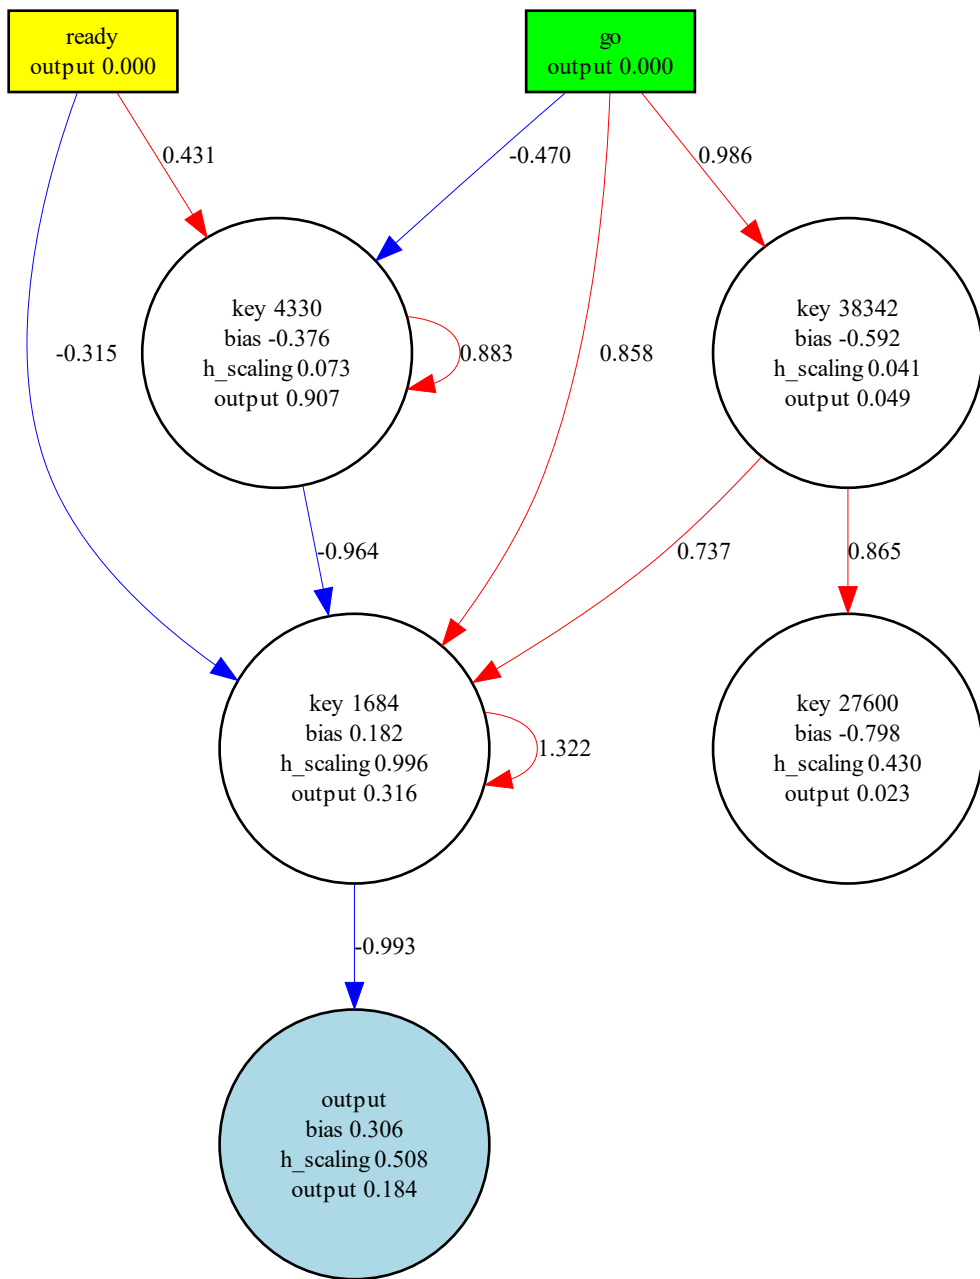 ready
output 0.000
go
output 0.000
0.431
-0.470
0.986
key 4330
bias -0.376
h_scaling 0.073
output 0.907
key 38342
bias -0.592
h_scaling 0.041
output 0.049
-0.315
0.883
0.858
-0.964
0.737
0.865
key 1684
bias 0.182
h_scaling 0.996
output 0.316
key 27600
bias -0.798
h_scaling 0.430
output 0.023
1.322
-0.993
output
bias 0.306
h_scaling 0.508
output 0.184